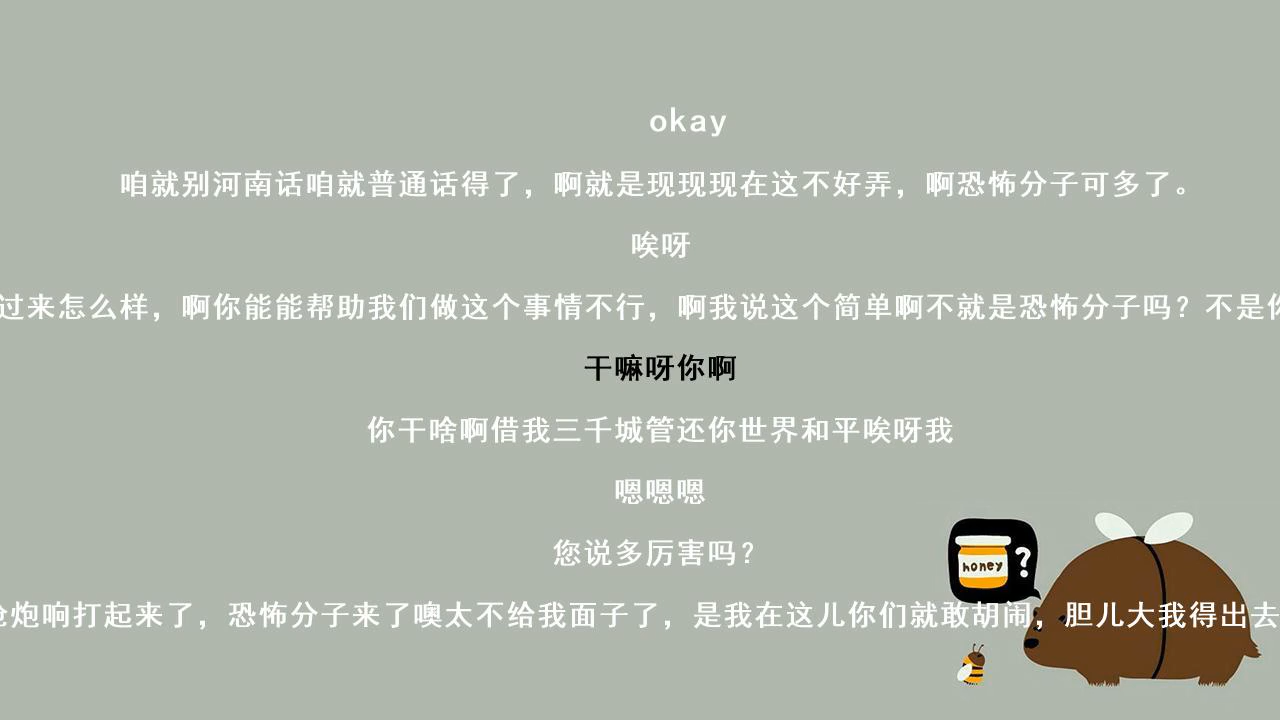 okay
咱就别河南话咱就普通话得了，啊就是现现现在这不好弄，啊恐怖分子可多了。
唉呀
过来怎么样，啊你能能帮助我们做这个事情不行，啊我说这个简单啊不就是恐怖分子吗？不是你
干嘛呀你啊
你干啥啊借我三千城管还你世界和平唉呀我
嗯嗯嗯
您说多厉害吗？
honey
?
枪炮响打起来了，恐怖分子来了噢太不给我面子了，是我在这儿你们就敢胡闹，胆儿大我得出去